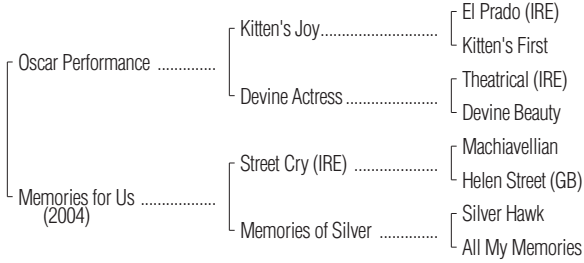 El Prado (IRE)
Kitten's Joy..........................
Kitten's First
Oscar Performance ...............
Theatrical (IRE)
Devine Actress.....................
Devine Beauty
Machiavellian
Street Cry (IRE) ...................
Helen Street (GB)
Memories for Us ...................
(2004)
Silver Hawk
Memories of Silver ..............
All My Memories